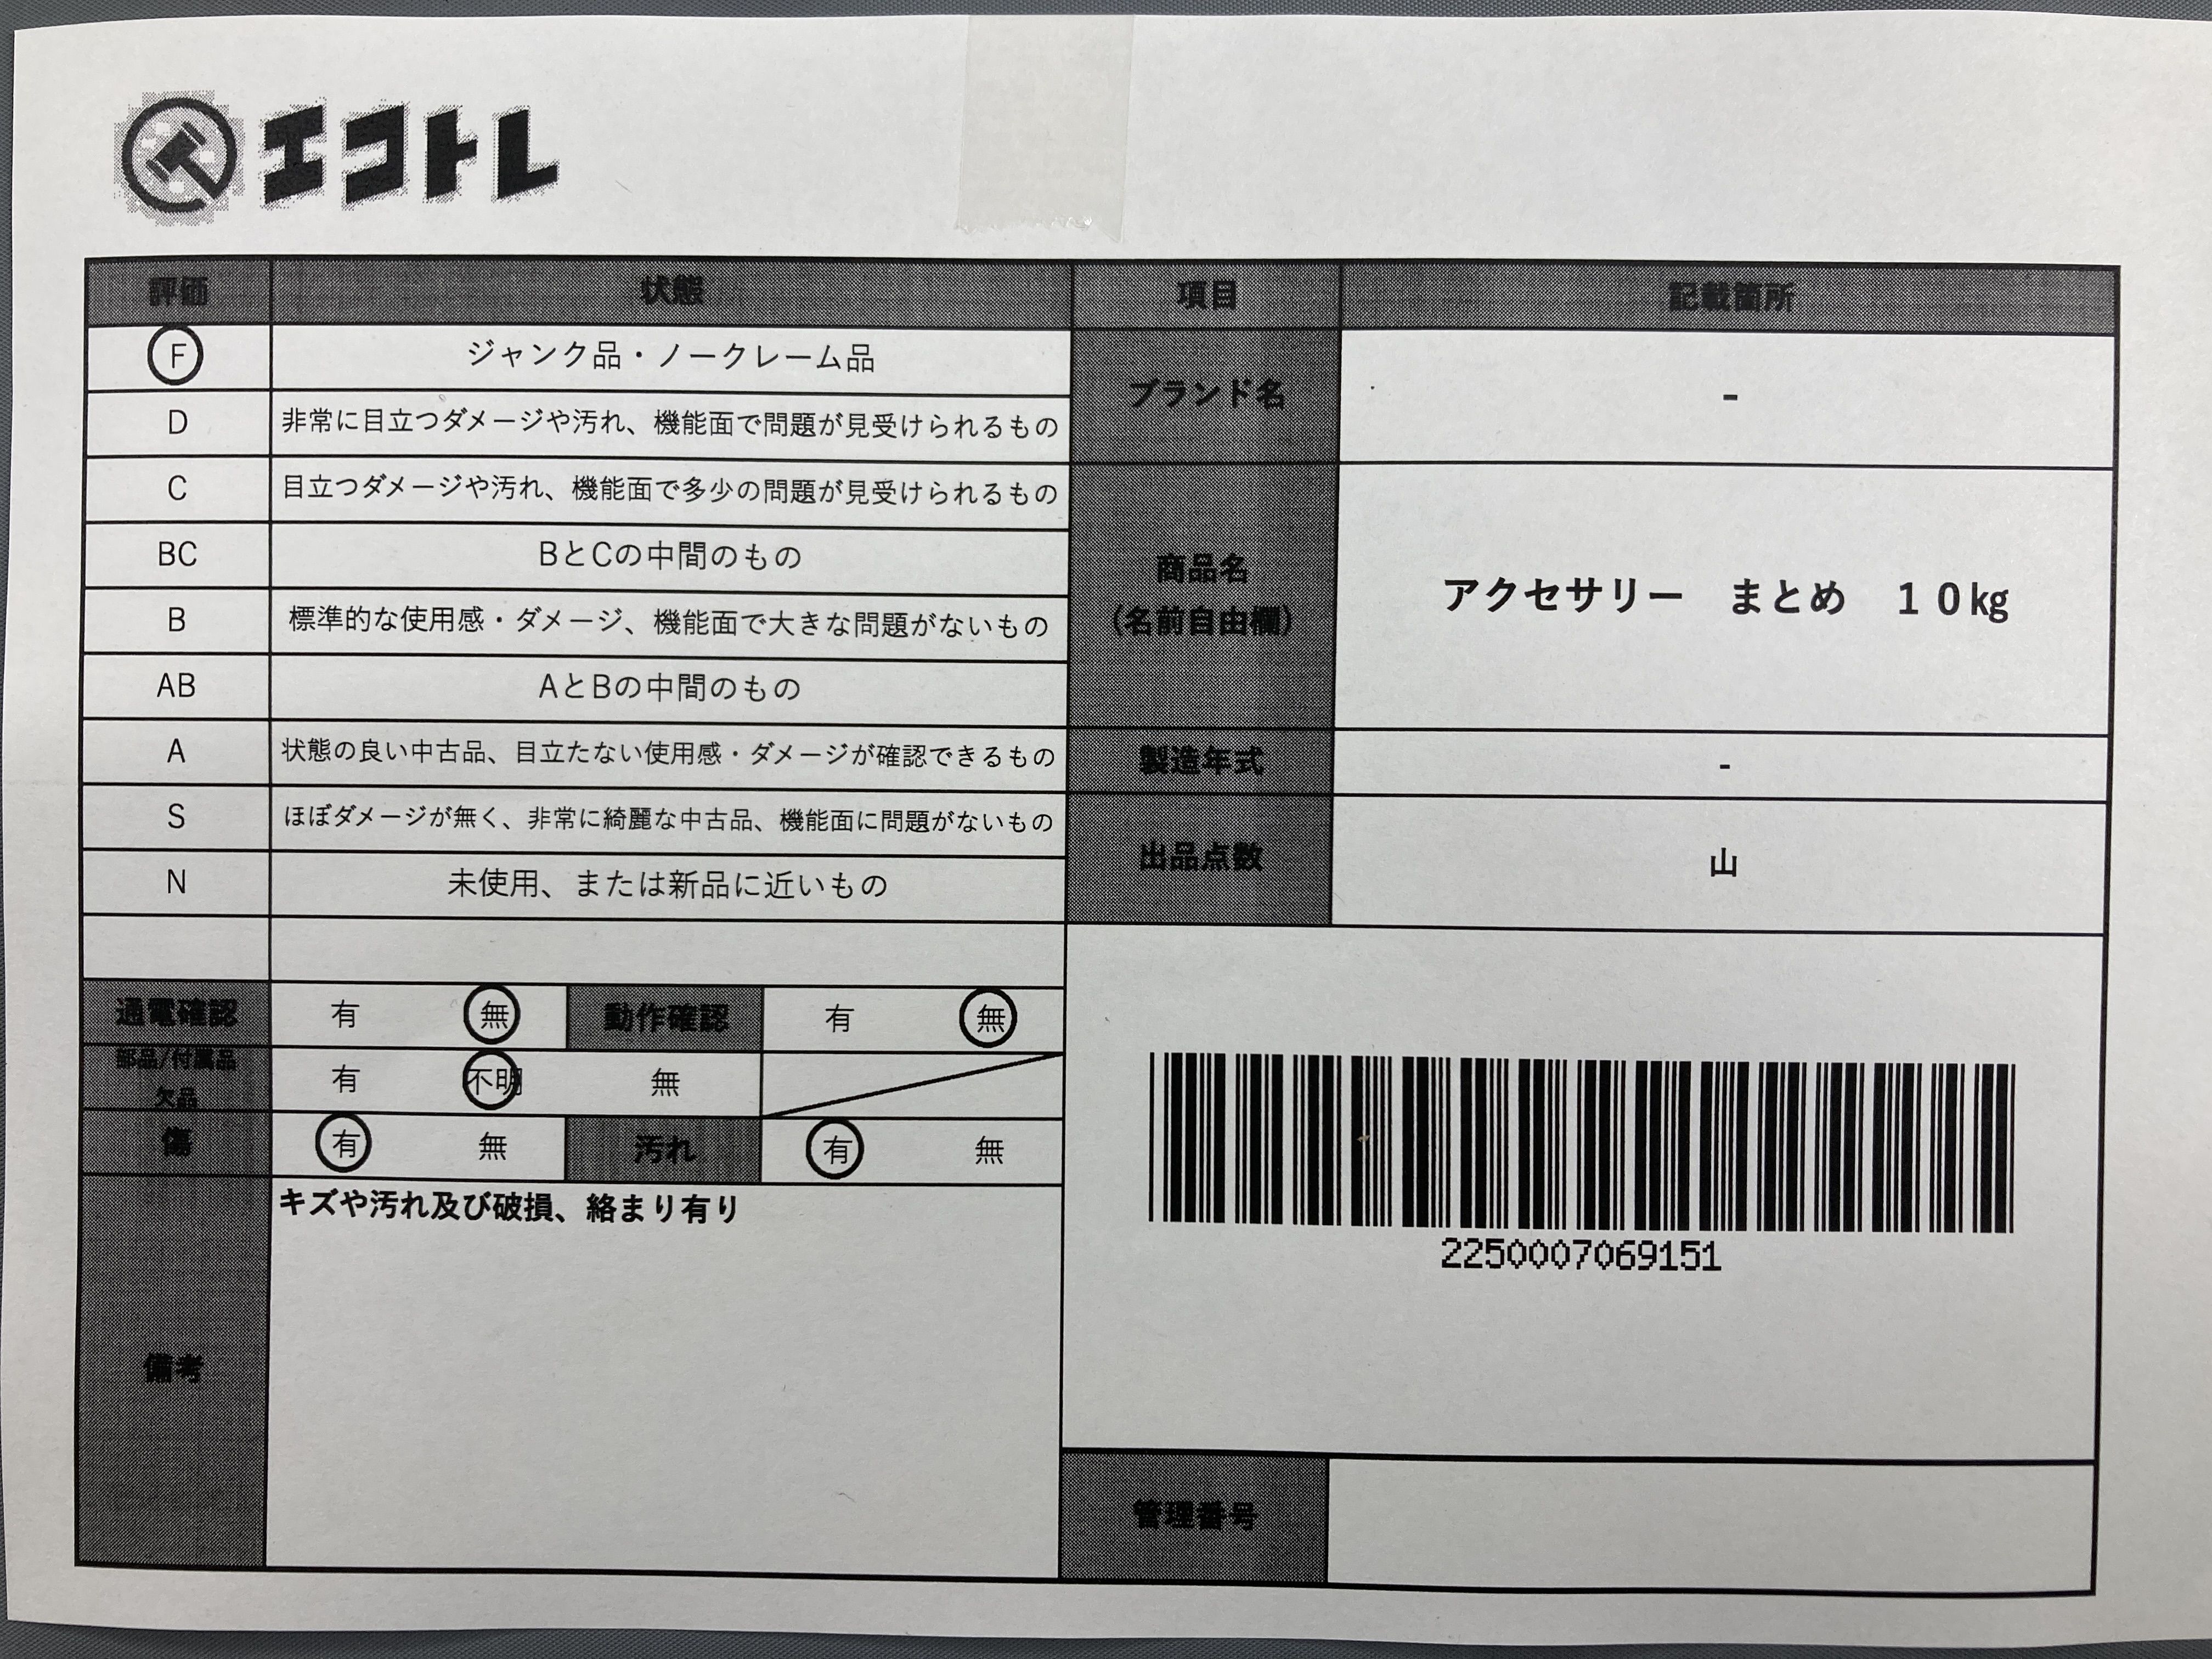 エコトレ
評価 状態 項目 記載箇所
F ジャンク品・ノークレーム品
D 非常に目立つダメージや汚れ、機能面で問題が見受けられるもの
C 目立つダメージや汚れ、機能面で多少の問題が見受けられるもの
BC BとCの中間のもの
B 標準的な使用感・ダメージ、機能面で大きな問題がないもの
AB AとBの中間のもの
A 状態の良い中古品、目立たない使用感・ダメージが確認できるもの
S ほぼダメージが無く、非常に綺麗な中古品、機能面に問題がないもの
N 未使用、または新品に近いもの
通電確認 有 無 動作確認 有 無
部品/付属品
欠品 有 不明 無
傷 有 無 汚れ 有 無
備考 キズや汚れ及び破損、絡まり有り
ブランド名 -
商品名
(名前自由欄)
アクセサリー まとめ 10kg
製造年式 -
出品点数 山
2250007069151
管理番号